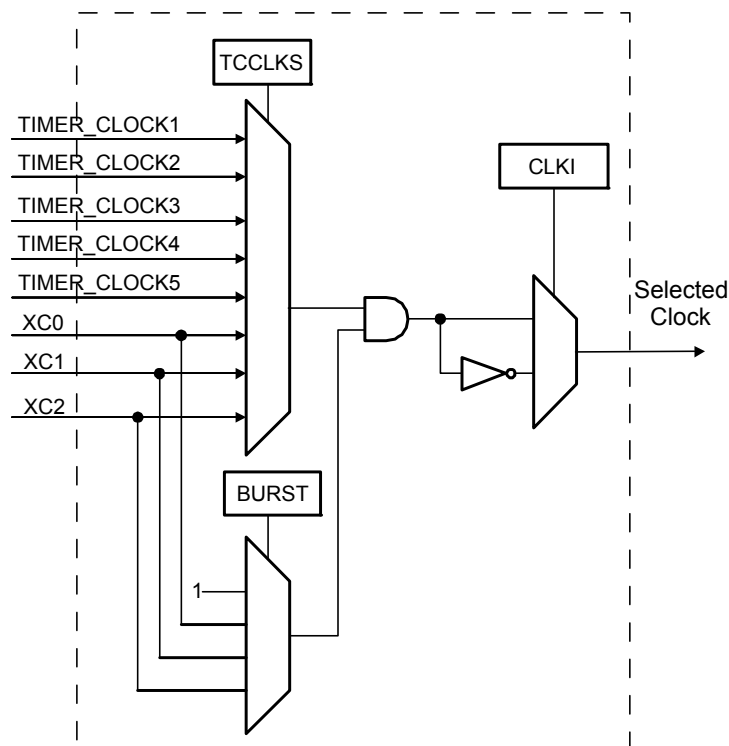 TCCLKS
TIMER_CLOCK1
TIMER_CLOCK2
TIMER_CLOCK3
TIMER_CLOCK4
TIMER_CLOCK5
XC0
XC1
XC2
CLKI
Selected
Clock
BURST
1